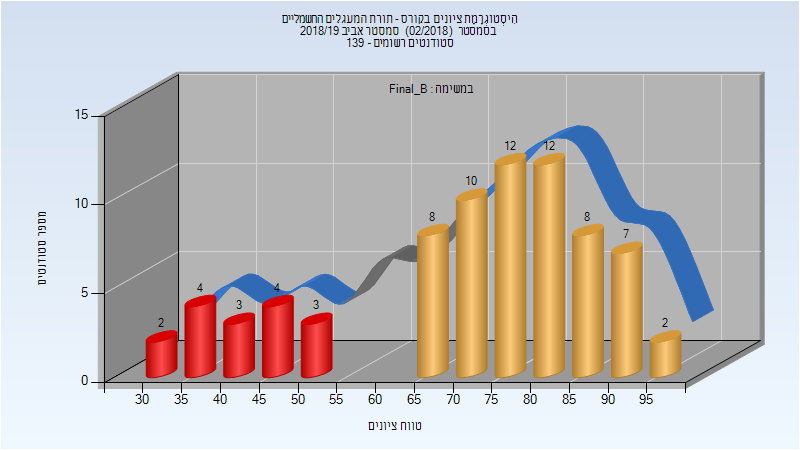 היסטוגרמת ציונים בקורס - תורת המעגלים החשמליים
בסמסטר (02/2018) סמסטר אביב 2018/19
סטודנטים רשומים - 139
במשימה : Final_B
מספר סטודנטים
15
10
5
0
2
4
3
4
3
8
10
12
12
8
7
2
30 35 40 45 50 55 60 65 70 75 80 85 90 95
טווח ציונים